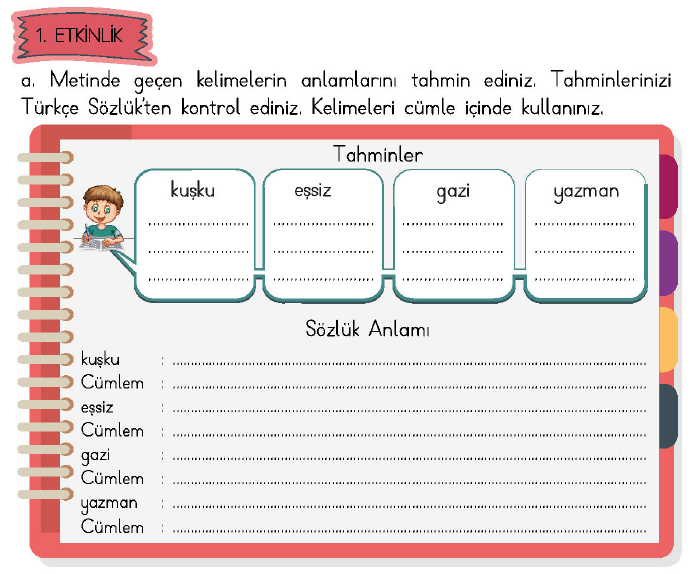 1. ETKİNLİK
a. Metinde geçen kelimelerin anlamlarını tahmin ediniz. Tahminlerinizi
Türkçe Sözlük'ten kontrol ediniz. Kelimeleri cümle içinde kullanınız.
Tahminler
kuşku eşsiz gazi yazman
Sözlük Anlamı
kuşku :
Cümlem :
eşsiz :
Cümlem :
gazi :
Cümlem :
yazman :
Cümlem :